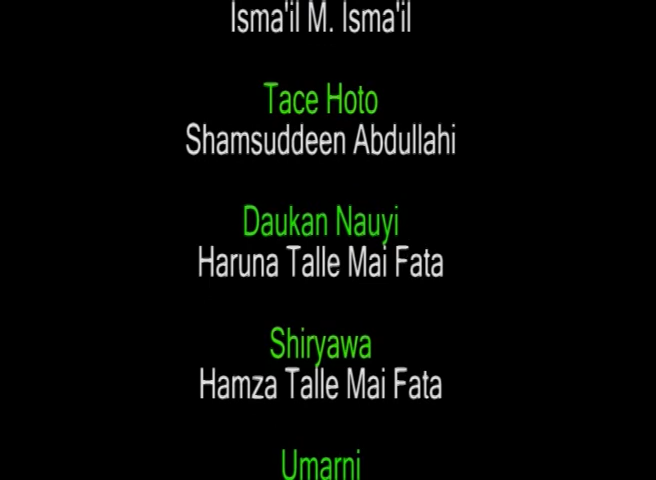 Isma'il M. Isma'il
Tace Hoto
Shamsuddeen Abdullahi
Daukan Nauyi
Haruna Talle Mai Fata
Shiryawa
Hamza Talle Mai Fata
Umarni